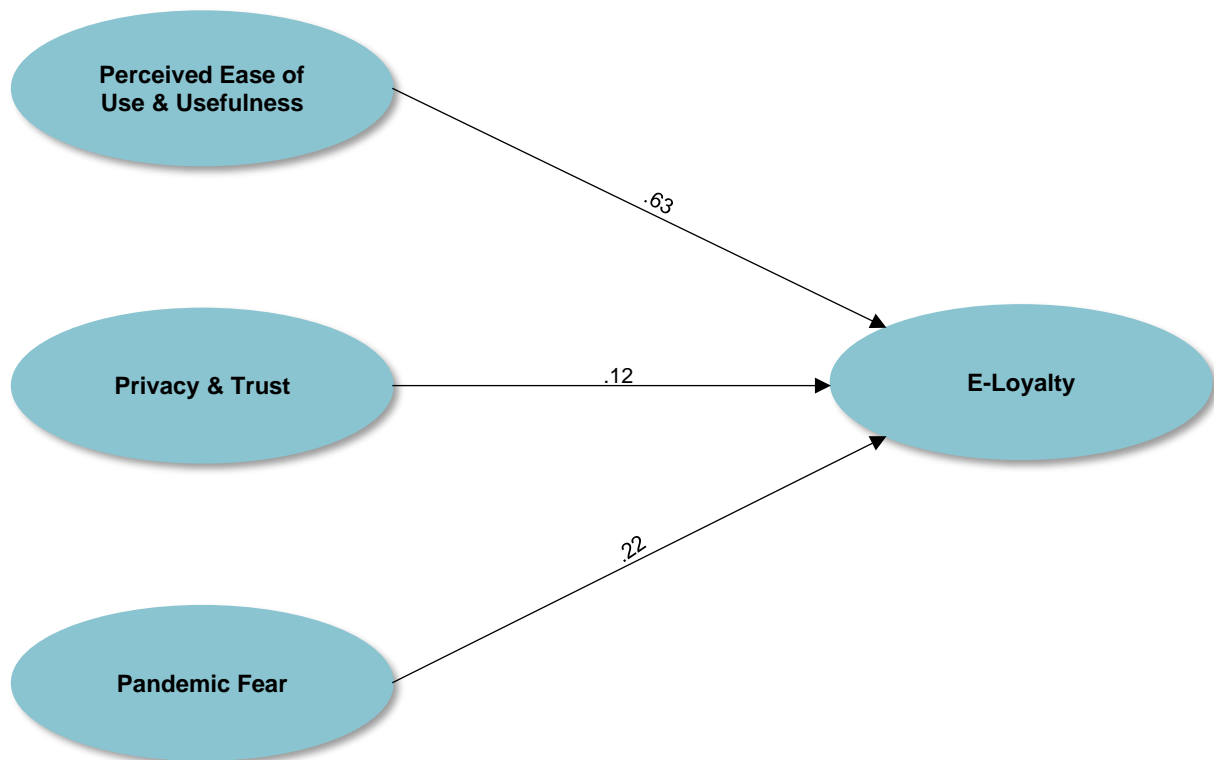 Perceived Ease of
Use & Usefulness
.63
Privacy & Trust
.12
E-Loyalty
.22
Pandemic Fear